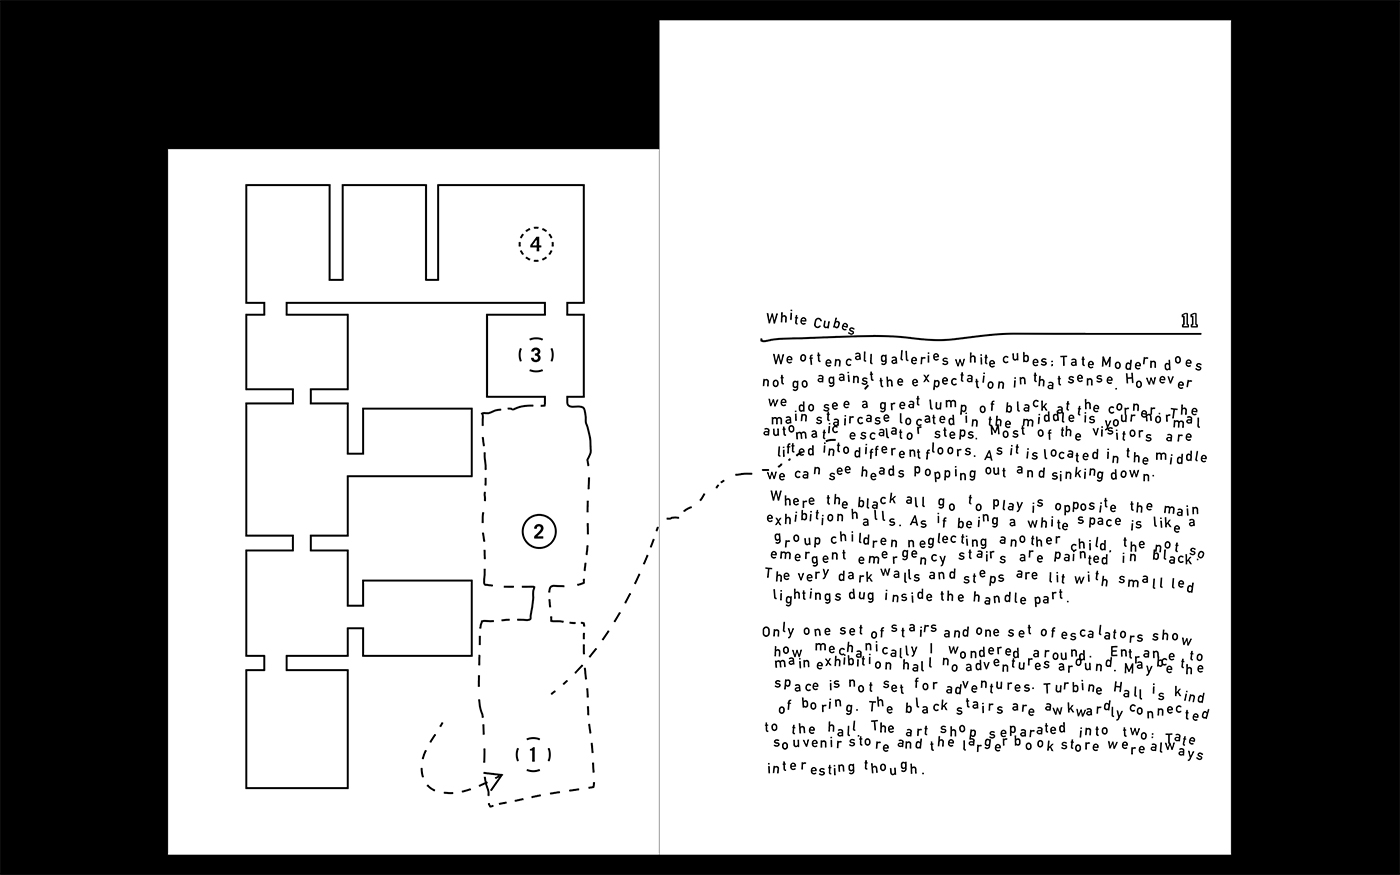 4
3
2
1
White Cubes 11
We often call galleries white cubes: Tate Modern does
not go against the expectation in that sense. However
we do see a great lump of black at the corner. The
main staircase located in the middle is your normal
automatic escalator steps. Most of the visitors are
lifted into different floors. As it is located in the middle
we can see heads popping out and sinking down.
Where the black all go to play is opposite the main
exhibition halls. As if being a white space is like a
group children neglecting another child, the not so
emergent emergency stairs are painted in black.
The very dark walls and steps are lit with small led
lightings dug inside the handle part.
Only one set of stairs and one set of escalators show
how mechanically I wondered around. Entrance to
main exhibition hall no adventures around. Maybe the
space is not set for adventures. Turbine Hall is kind
of boring. The black stairs are awkwardly connected
to the hall. The art shop separated into two: Tate
souvenir store and the larger book store were always
interesting though.